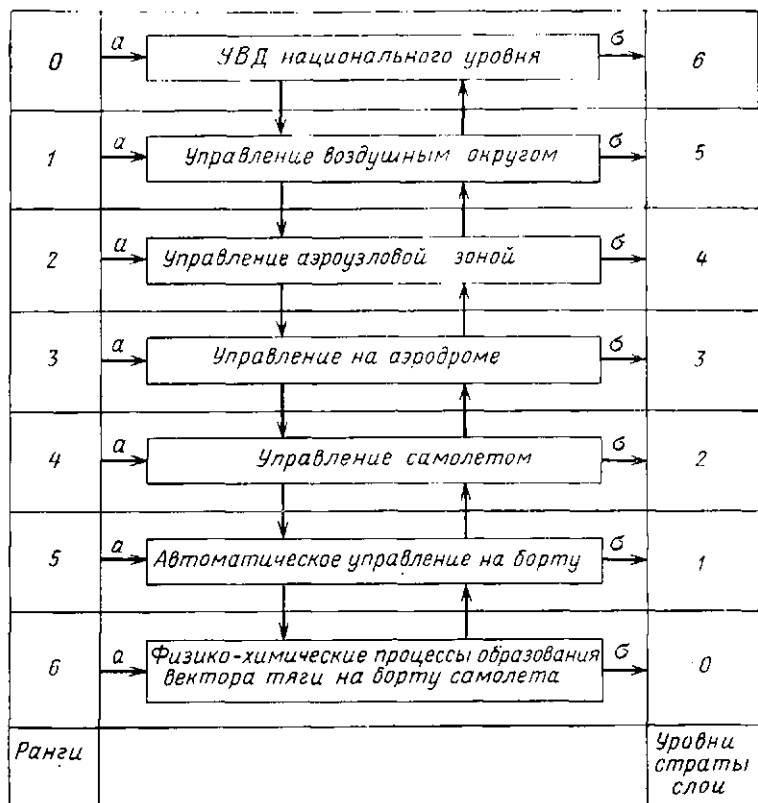 0 а УВД национального уровня σ 6
1 а Управление воздушным округом σ 5
2 а Управление аэроузловой зоной σ 4
3 а Управление на аэродроме σ 3
4 а Управление самолетом σ 2
5 а Автоматическое управление на борту σ 1
6 а Физико-химические процессы образования σ 0
вектора тяги на борту самолета
Ранги Уровни
страты
слои